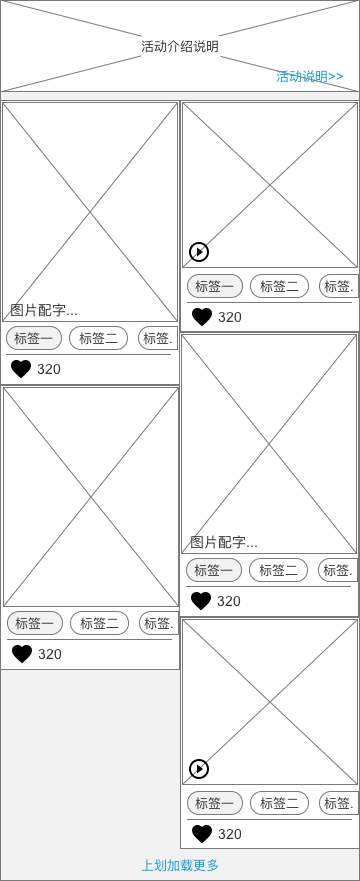 活动介绍说明
活动说明>>
图片配字...
标签一 标签二 标签.
320
标签一 标签二 标签.
320
标签一 标签二 标签.
320
图片配字...
标签一 标签二 标签.
320
标签一 标签二 标签.
320
上划加载更多